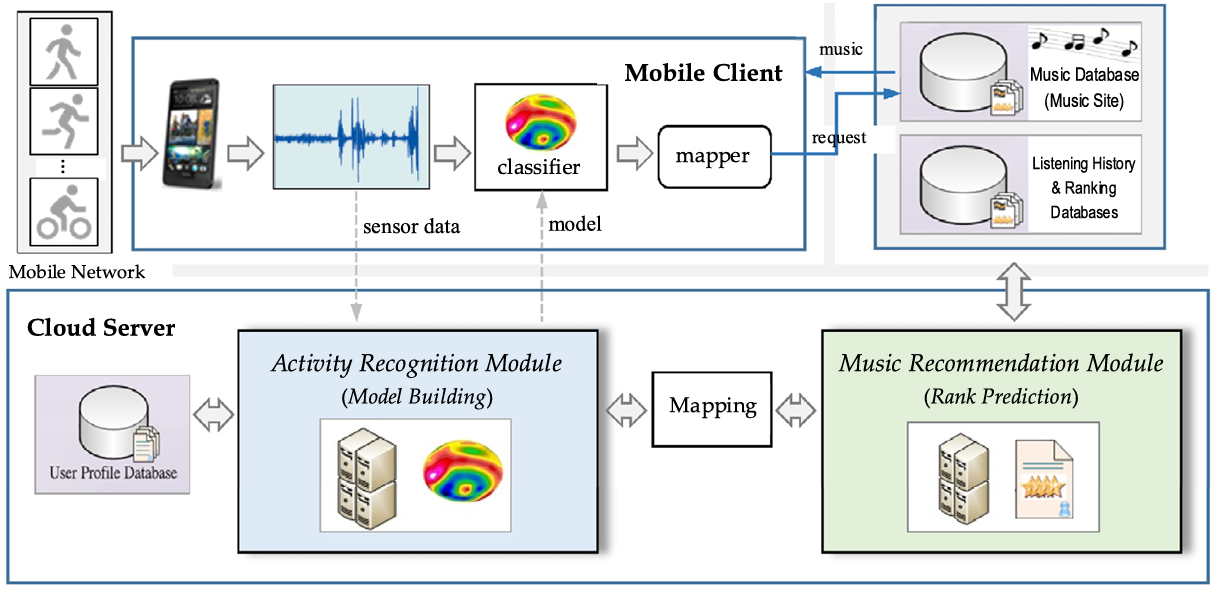 Mobile Client
music
Music Database
(Music Site)
request
classifier
mapper
Listening History
& Ranking
Databases
sensor data
model
Mobile Network
Cloud Server
Activity Recognition Module
(Model Building)
Music Recommendation Module
(Rank Prediction)
Mapping
User Profile Database